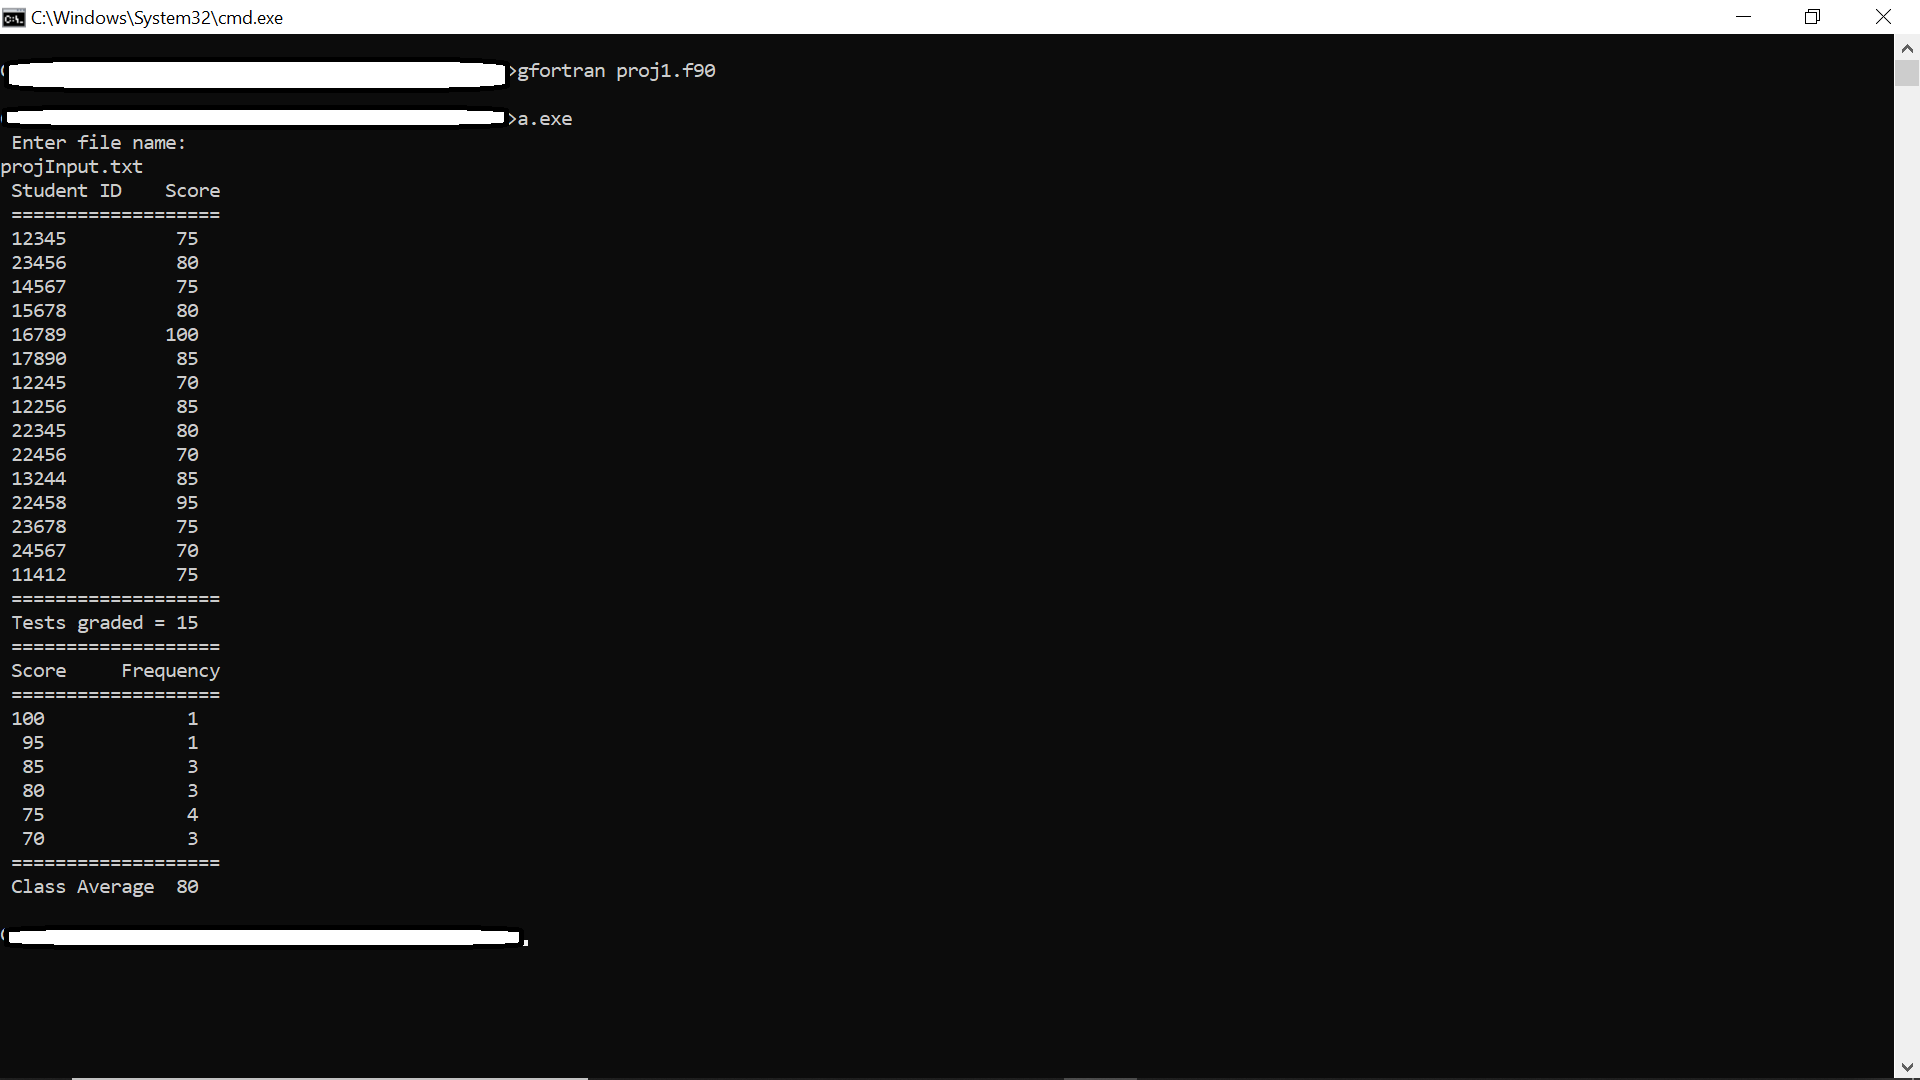 C:\Windows\System32\cmd.exe
>gfortran proj1.f90
>a.exe
Enter file name:
projInput.txt
Student ID    Score
===================
12345          75
23456          80
14567          75
15678          80
16789         100
17890          85
12245          70
12256          85
22345          80
22456          70
13244          85
22458          95
23678          75
24567          70
11412          75
===================
Tests graded = 15
===================
Score     Frequency
===================
100             1
 95             1
 85             3
 80             3
 75             4
 70             3
===================
Class Average  80